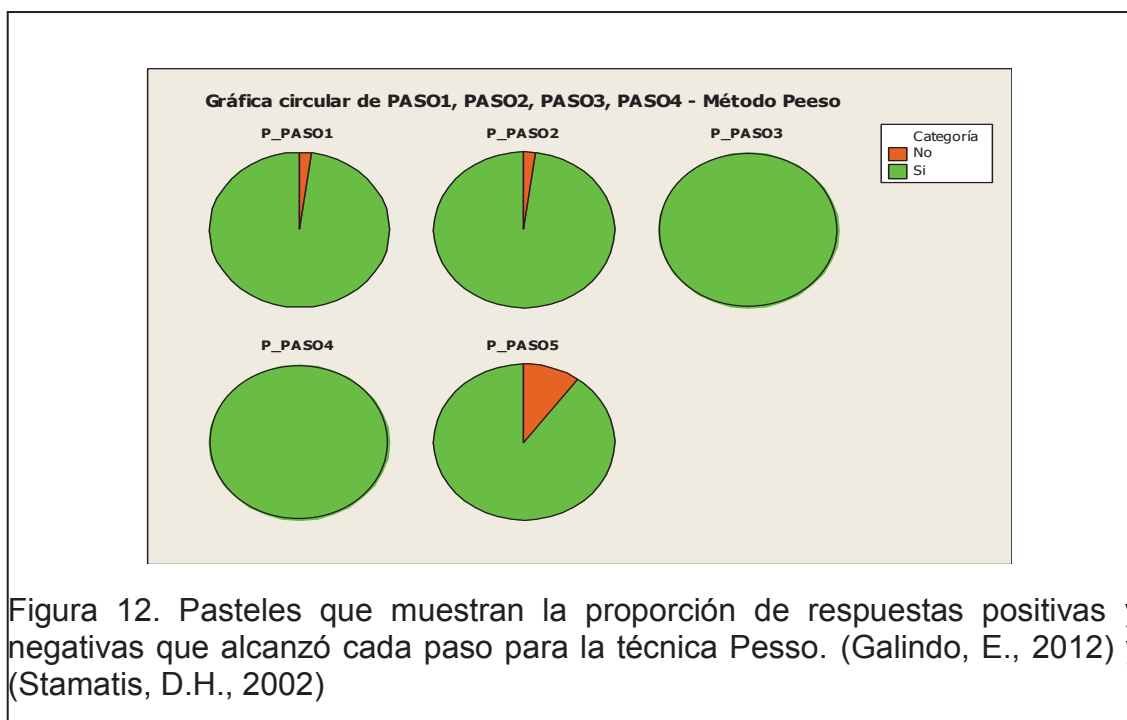 Gráfica circular de PASO1, PASO2, PASO3, PASO4 - Método Peeso
P_PASO1
P_PASO2
P_PASO3
Categoría
No
Si
P_PASO4
P_PASO5
Figura 12. Pasteles que muestran la proporción de respuestas positivas y
negativas que alcanzó cada paso para la técnica Pesso. (Galindo, E., 2012) y
(Stamatis, D.H., 2002)